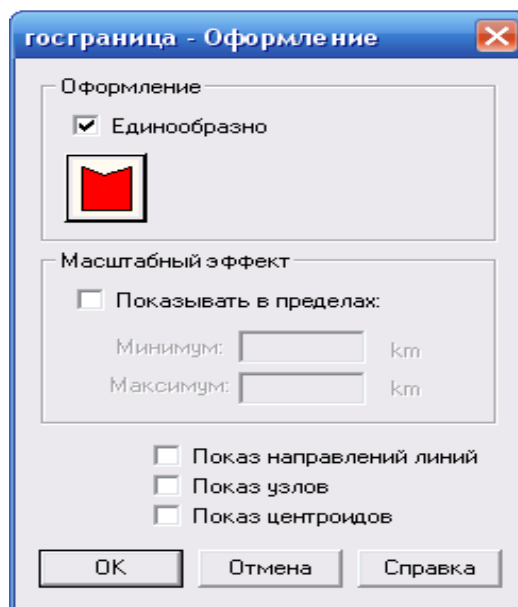 госграница - Оформление
Оформление
Единообразно
Масштабный эффект
Показывать в пределах:
Минимум: km
Максимум: km
Показ направлений линий
Показ узлов
Показ центроидов
ОК Отмена Справка